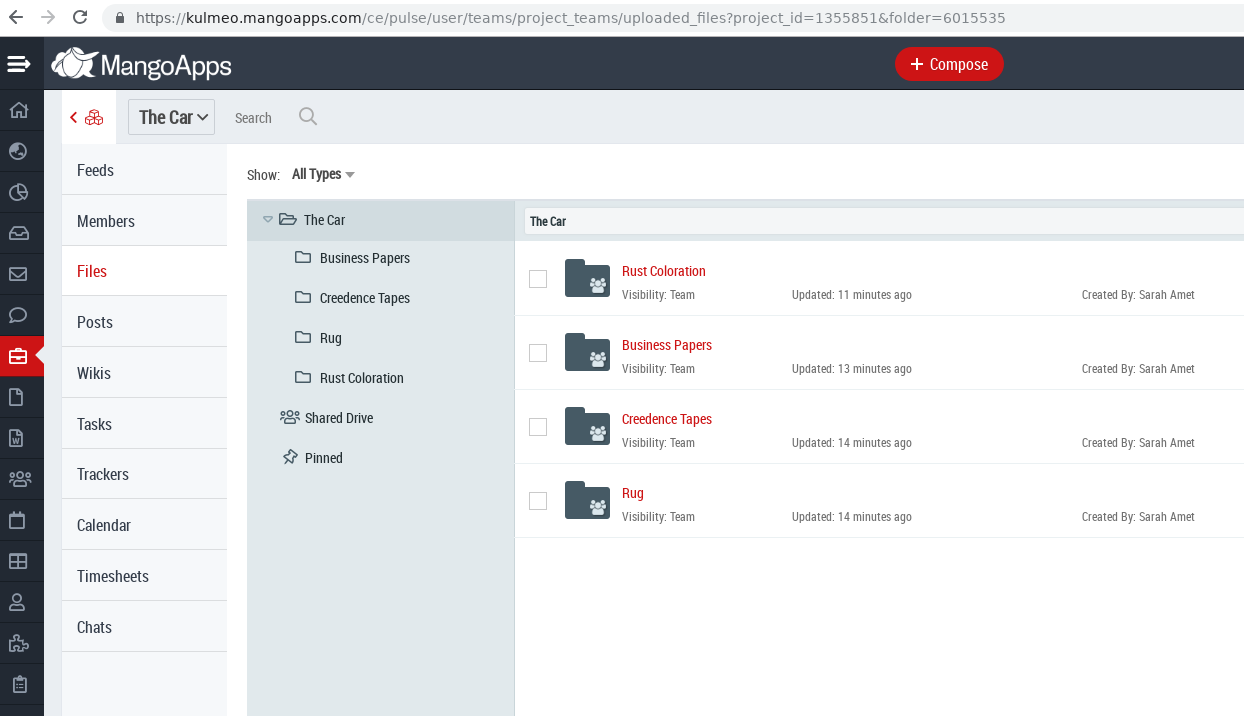 https://kulmeo.mangoapps.com/ce/pulse/user/teams/project_teams/uploaded_files?project_id=1355851&folder=6015535
MangoApps
+ Compose
The Car
Search
Feeds
Members
Files
Posts
Wikis
Tasks
Trackers
Calendar
Timesheets
Chats
Show: All Types
The Car
Business Papers
Creedence Tapes
Rug
Rust Coloration
Shared Drive
Pinned
The Car
Rust Coloration
Visibility: Team Updated: 11 minutes ago Created By: Sarah Amet
Business Papers
Visibility: Team Updated: 13 minutes ago Created By: Sarah Amet
Creedence Tapes
Visibility: Team Updated: 14 minutes ago Created By: Sarah Amet
Rug
Visibility: Team Updated: 14 minutes ago Created By: Sarah Amet